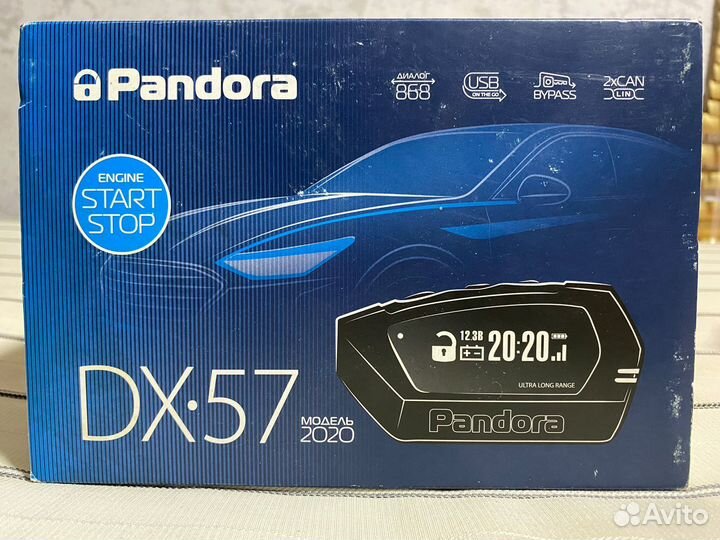 Pandora
ДИАЛОГ
868
USB
ON THE GO
BYPASS
2xCAN
LIN
ENGINE
START
STOP
12.3В
20:20
ULTRA LONG RANGE
Pandora
DX·57
МОДЕЛЬ
2020
Avito